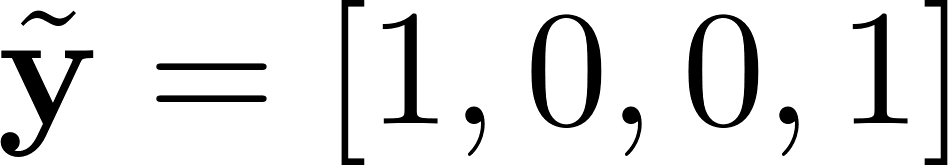 ỹ = [1, 0, 0, 1]